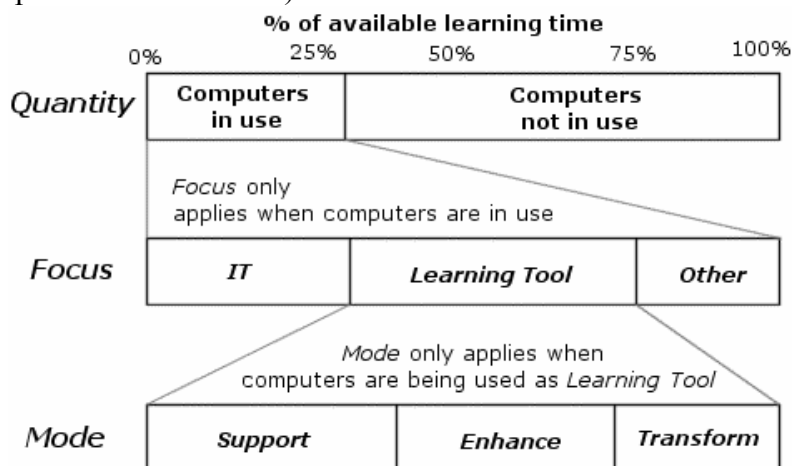 % of available learning time
0% 25% 50% 75% 100%
Quantity
Computers
in use
Computers
not in use
Focus only
applies when computers are in use
Focus
IT
Learning Tool
Other
Mode only applies when
computers are being used as Learning Tool
Mode
Support
Enhance
Transform